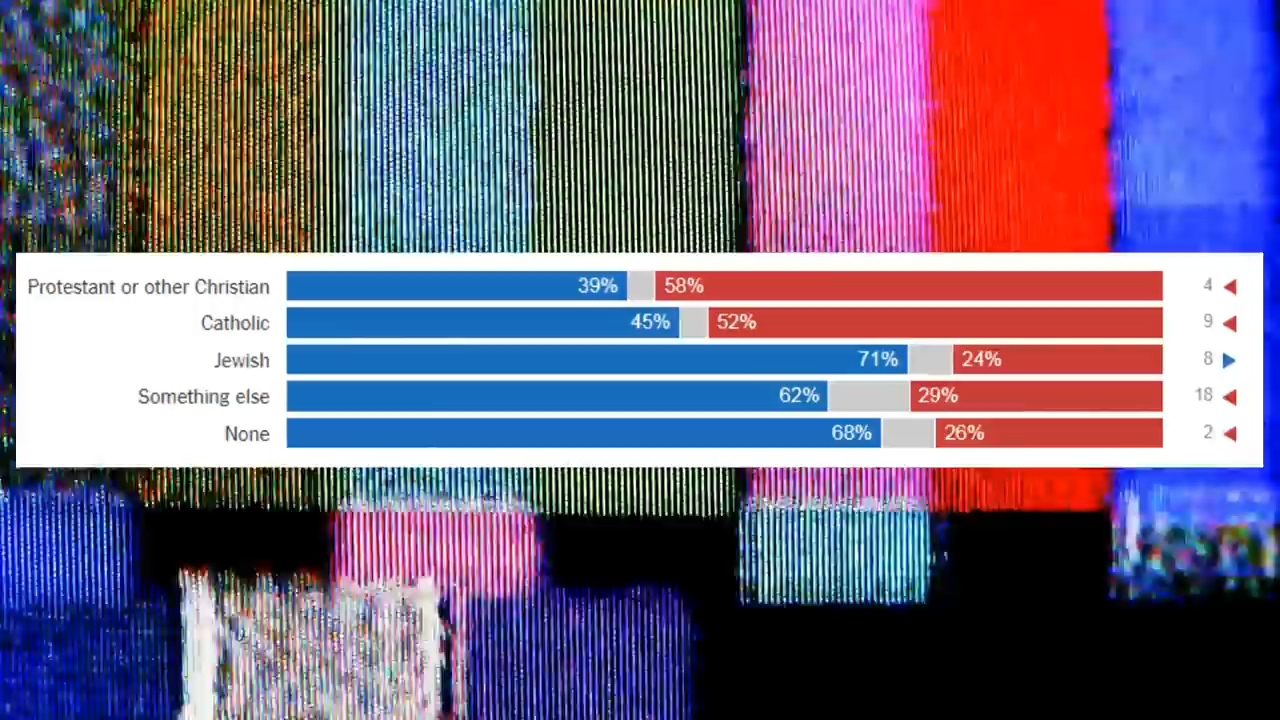 Protestant or other Christian 39% 58% 4
Catholic 45% 52% 9
Jewish 71% 24% 8
Something else 62% 29% 18
None 68% 26% 2